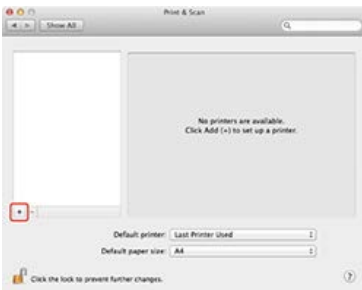 Print & Scan
Show All
No printers are available.
Click Add (+) to set up a printer.
+ -
Default printer: Last Printer Used
Default paper size: A4
Click the lock to prevent further changes.
?